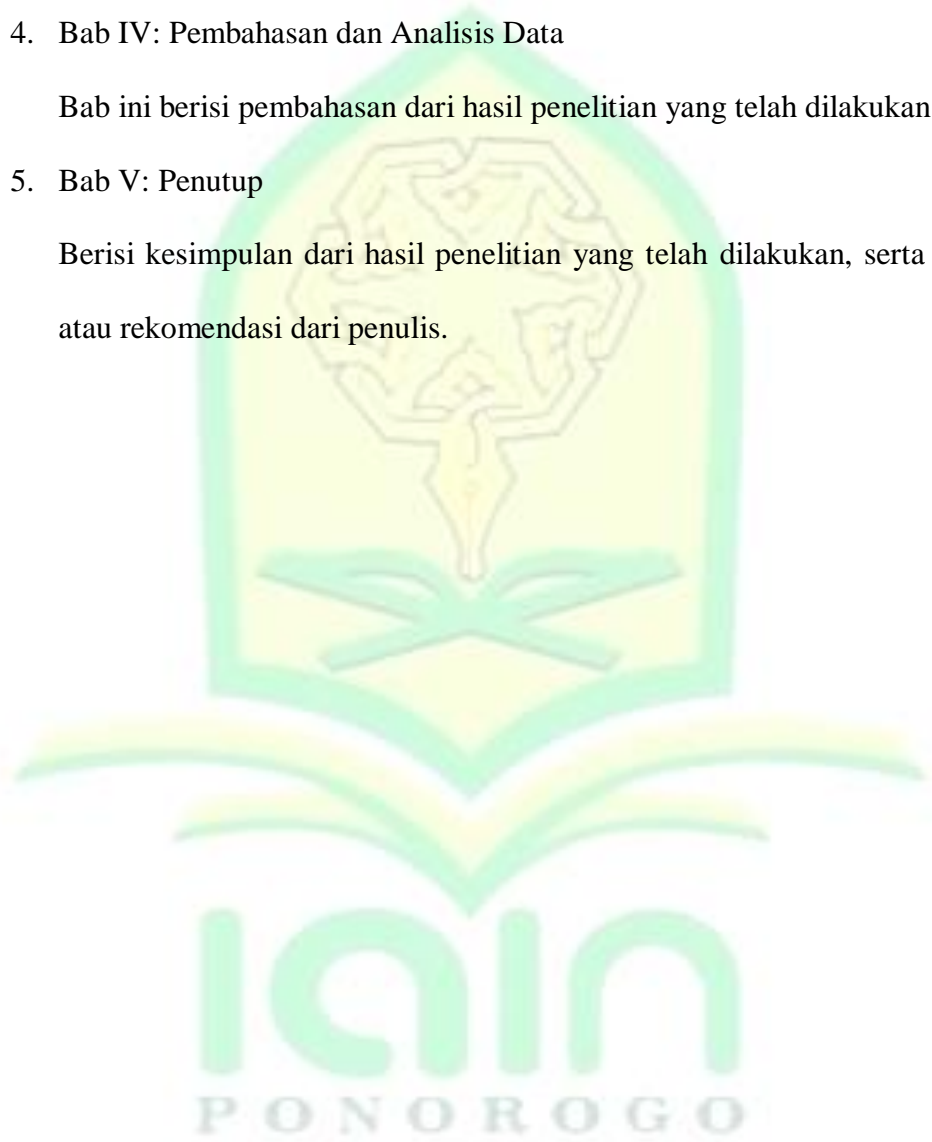 4. Bab IV: Pembahasan dan Analisis Data
Bab ini berisi pembahasan dari hasil penelitian yang telah dilakukan
5. Bab V: Penutup
Berisi kesimpulan dari hasil penelitian yang telah dilakukan, serta
atau rekomendasi dari penulis.
iain
PONOROGO